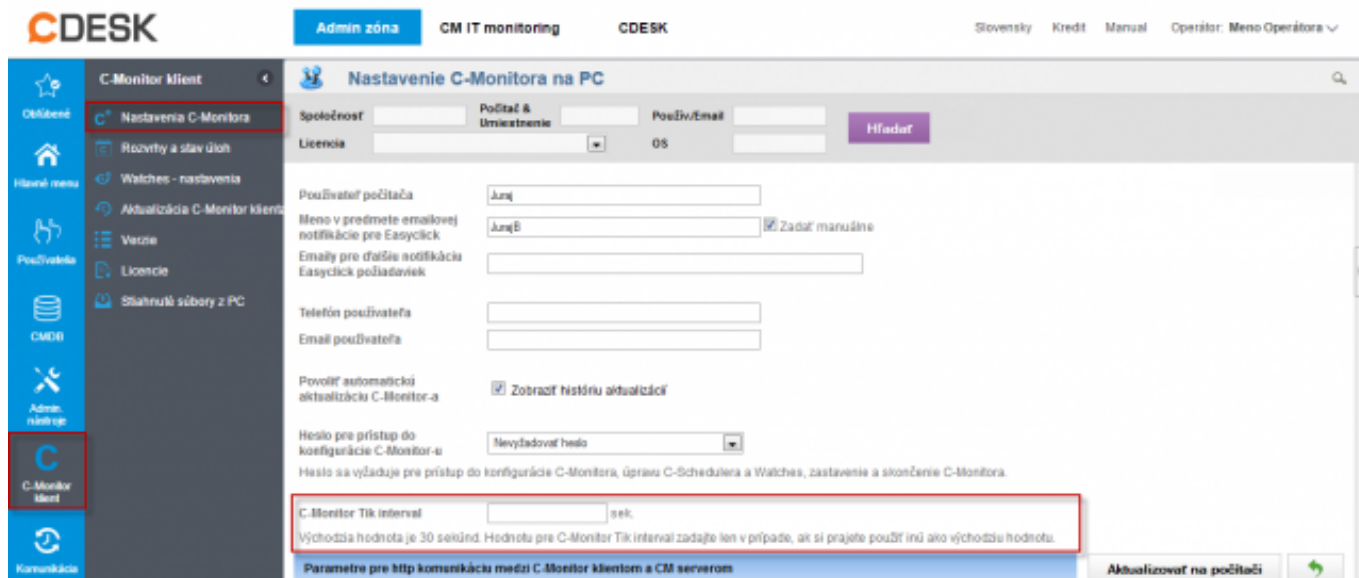 CDESK
Admin zóna
CM IT monitoring
CDESK
Slovensky
Kredit
Manual
Operátor: Meno Operátora
Obľúbené
Hlavné menu
Používatelia
CMDB
Admin. nástroje
C-Monitor klient
Komunikácia
C-Monitor klient
Nastavenia C-Monitora
Rozvrhy a stav úloh
Watches - nastavenia
Aktualizácia C-Monitor klienta
Verzie
Licencie
Stiahnuté súbory z PC
Nastavenie C-Monitora na PC
Spoločnosť
Počítač & Umiestnenie
Použív./Email
Hľadať
Licencia
OS
Používateľ počítača
Juraj
Meno v predmete emailovej
notifikácie pre Easyclick
JurajB
Zadať manuálne
Emaily pre ďalšiu notifikáciu
Easyclick požiadaviek
Telefón používateľa
Email používateľa
Povoliť automatickú
aktualizáciu C-Monitor-a
Zobraziť históriu aktualizácií
Heslo pre prístup do
konfigurácie C-Monitor-u
Nevyžadovať heslo
Heslo sa vyžaduje pre prístup do konfigurácie C-Monitora, úpravu C-Schedulera a Watches, zastavenie a skončenie C-Monitora.
C-Monitor Tik interval
sek.
Východzia hodnota je 30 sekúnd. Hodnotu pre C-Monitor Tik interval zadajte len v prípade, ak si prajete použiť inú ako východziu hodnotu.
Parametre pre http komunikáciu medzi C-Monitor klientom a CM serverom
Aktualizovať na počítači